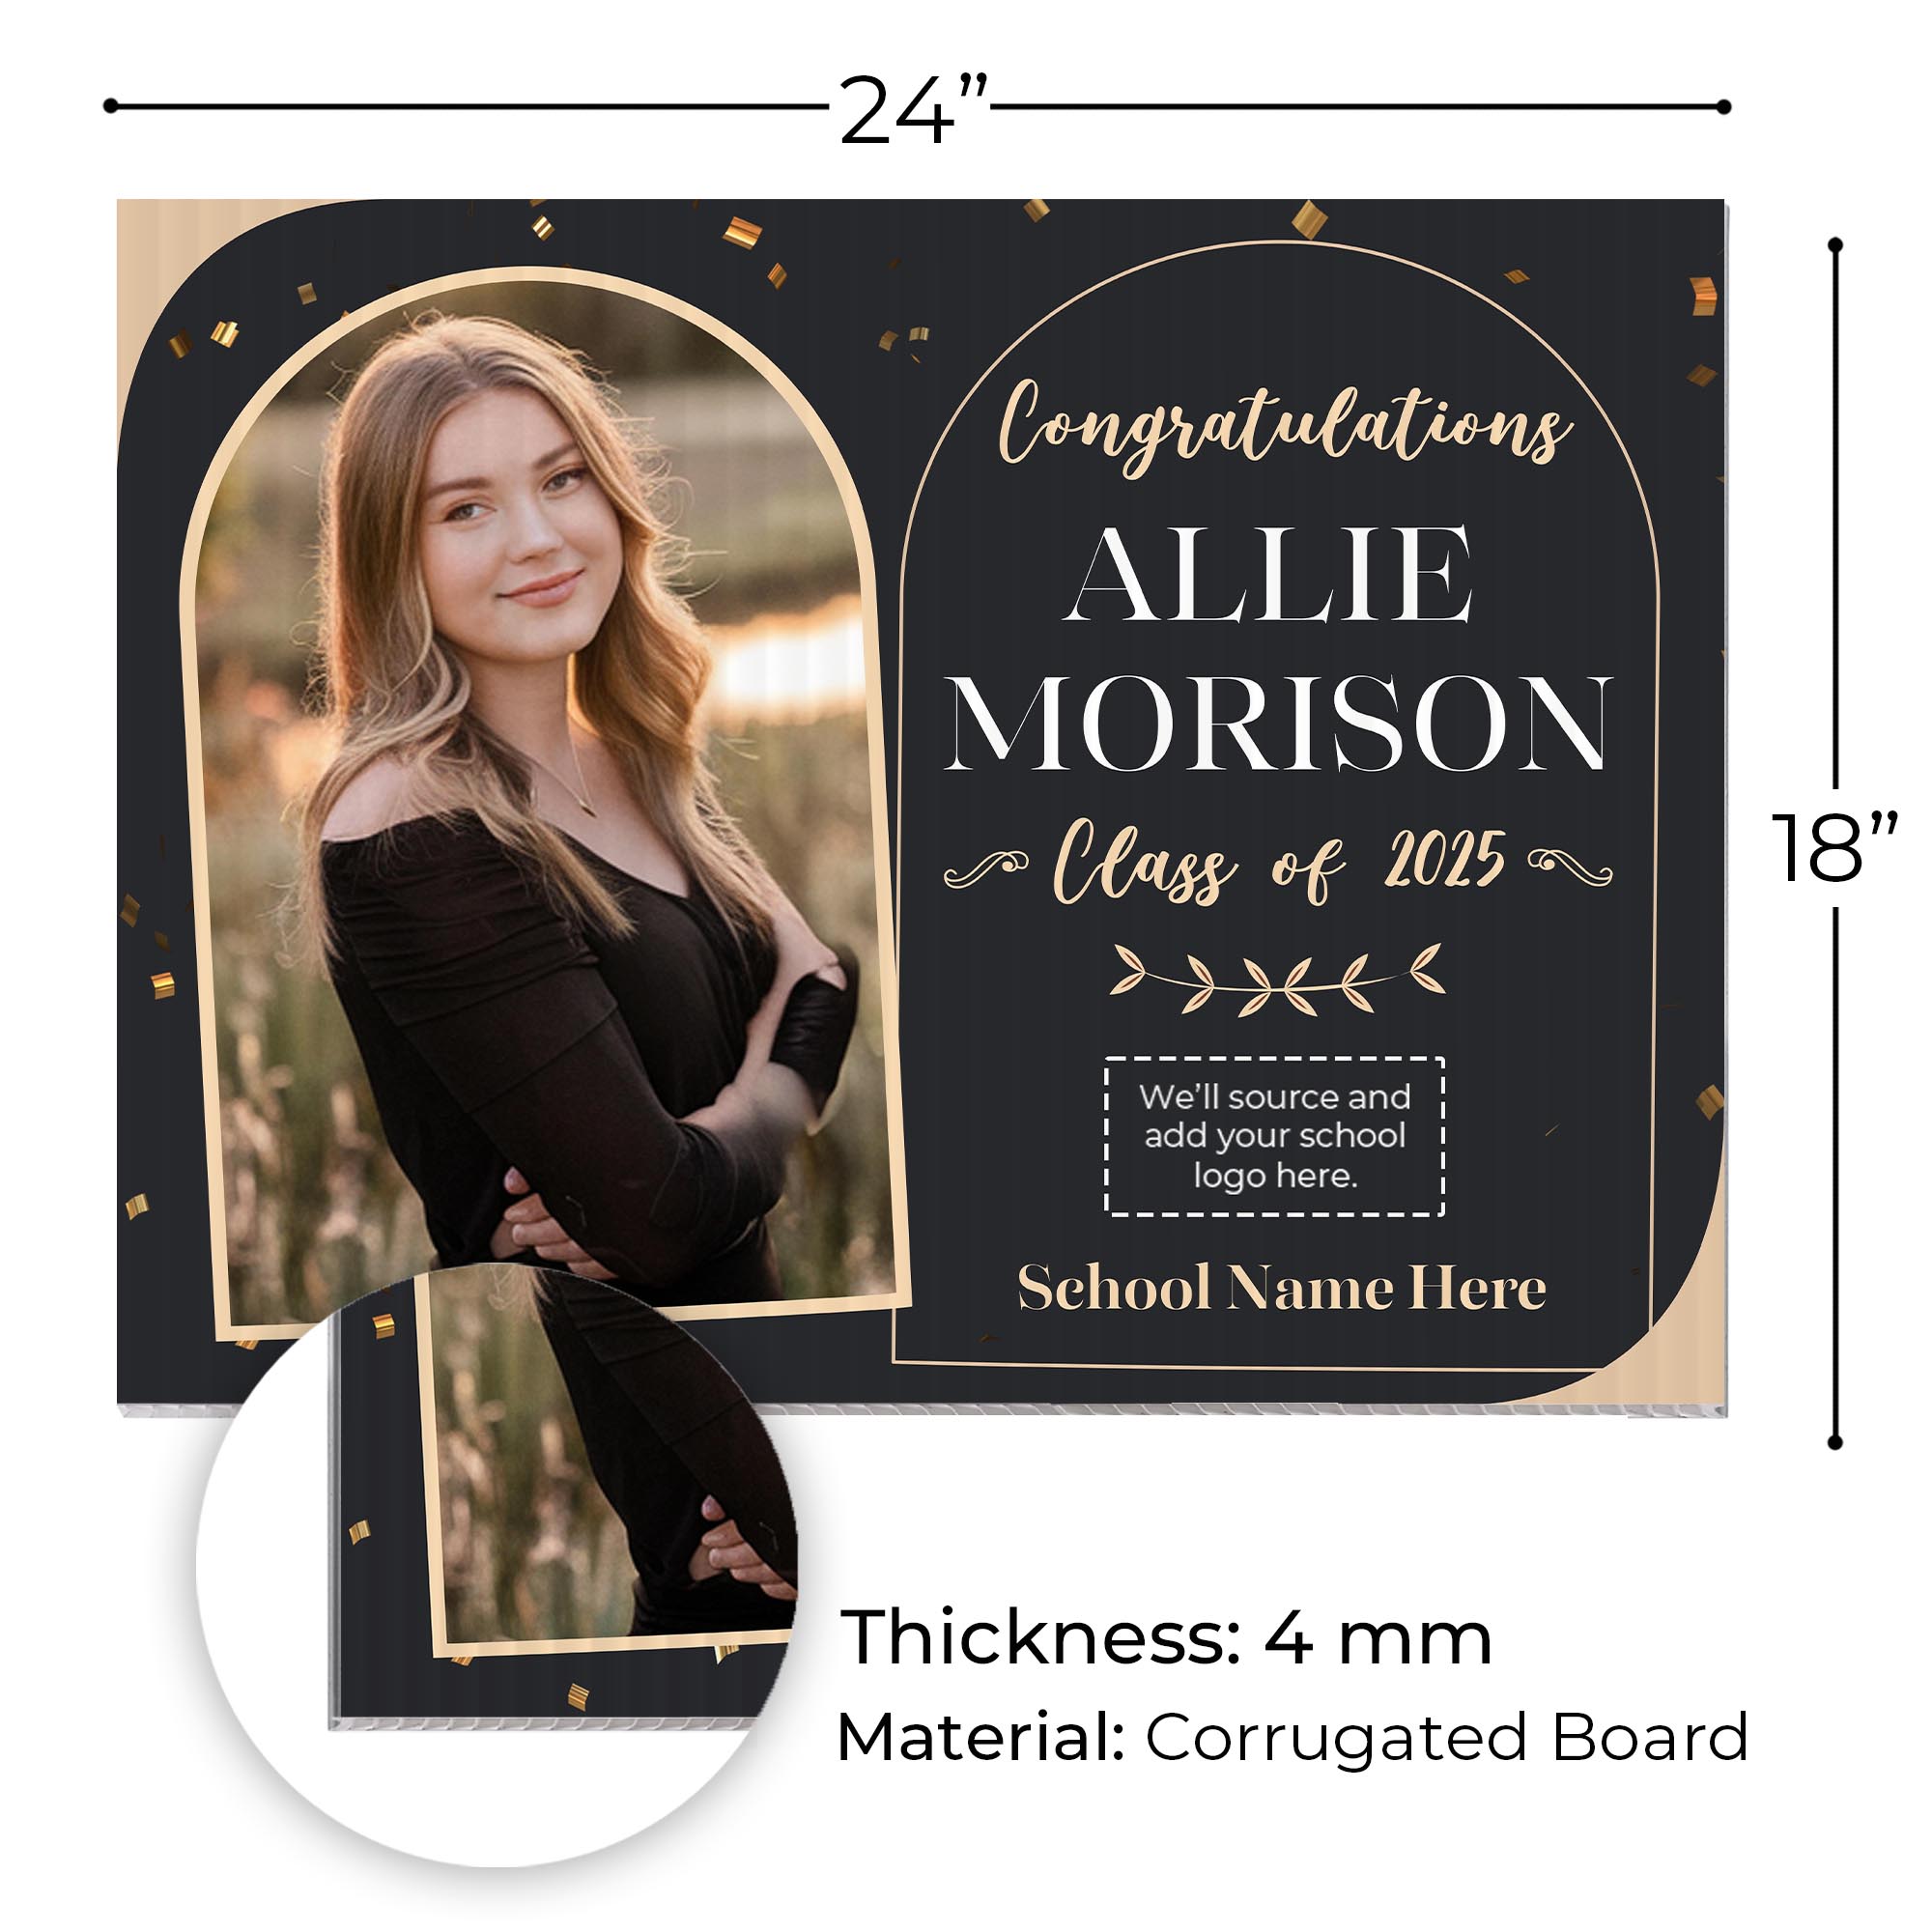 24”
Congratulations
ALLIE
MORISON
Class of 2025
We’ll source and
add your school
logo here.
School Name Here
18”
Thickness: 4 mm
Material: Corrugated Board